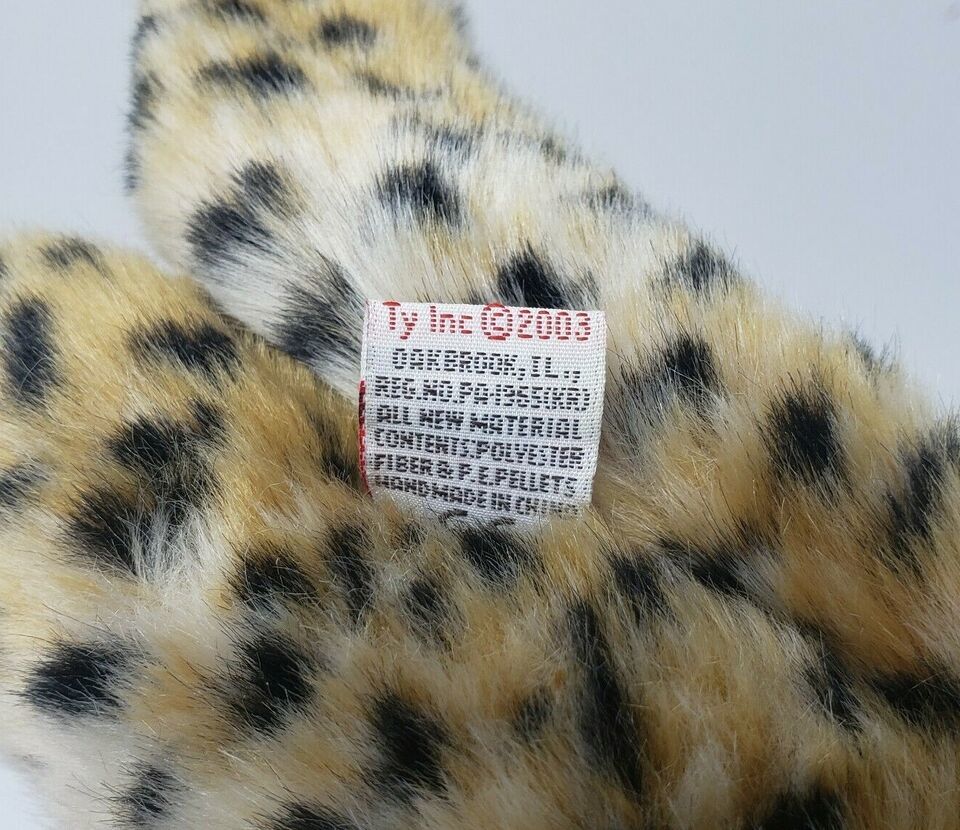 Ty Inc ©2003
OAKBROOK, IL.,
REG.NO.PA1965(KR)
ALL NEW MATERIAL
CONTENTS:POLYESTER
FIBER& P.E.PELLETS
HAND MADE IN CHINA